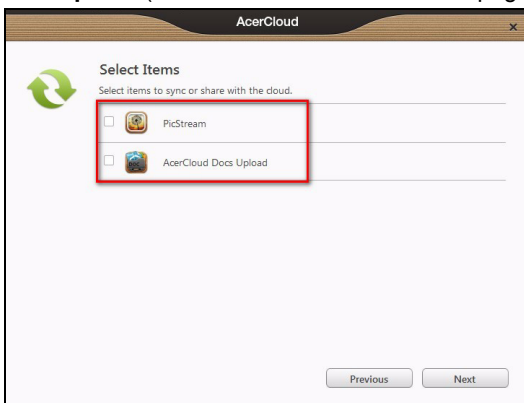 AcerCloud
Select Items
Select items to sync or share with the cloud.
PicStream
AcerCloud Docs Upload
Previous Next